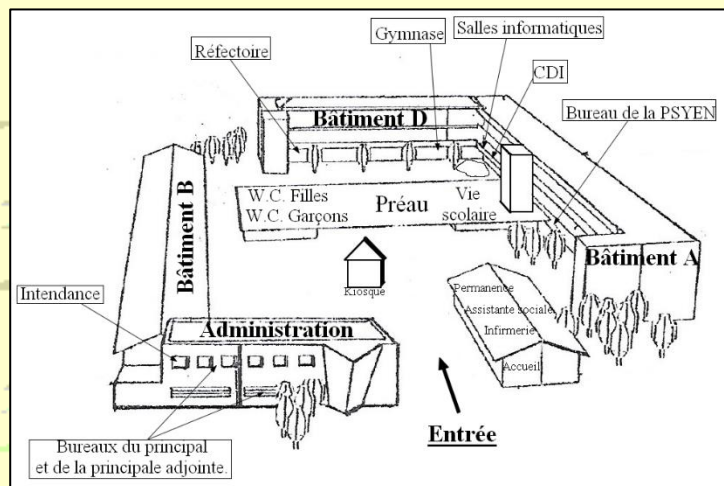 Réfectoire
Gymnase
Salles informatiques
CDI
Bureau de la PSYEN
Bâtiment D
W.C. Filles
W.C. Garçons
Préau
Vie
scolaire
Bâtiment B
Bâtiment A
Kiosque
Intendance
Administration
Permanence
Assistante sociale
Infirmerie
Accueil
Entrée
Bureaux du principal
et de la principale adjointe.